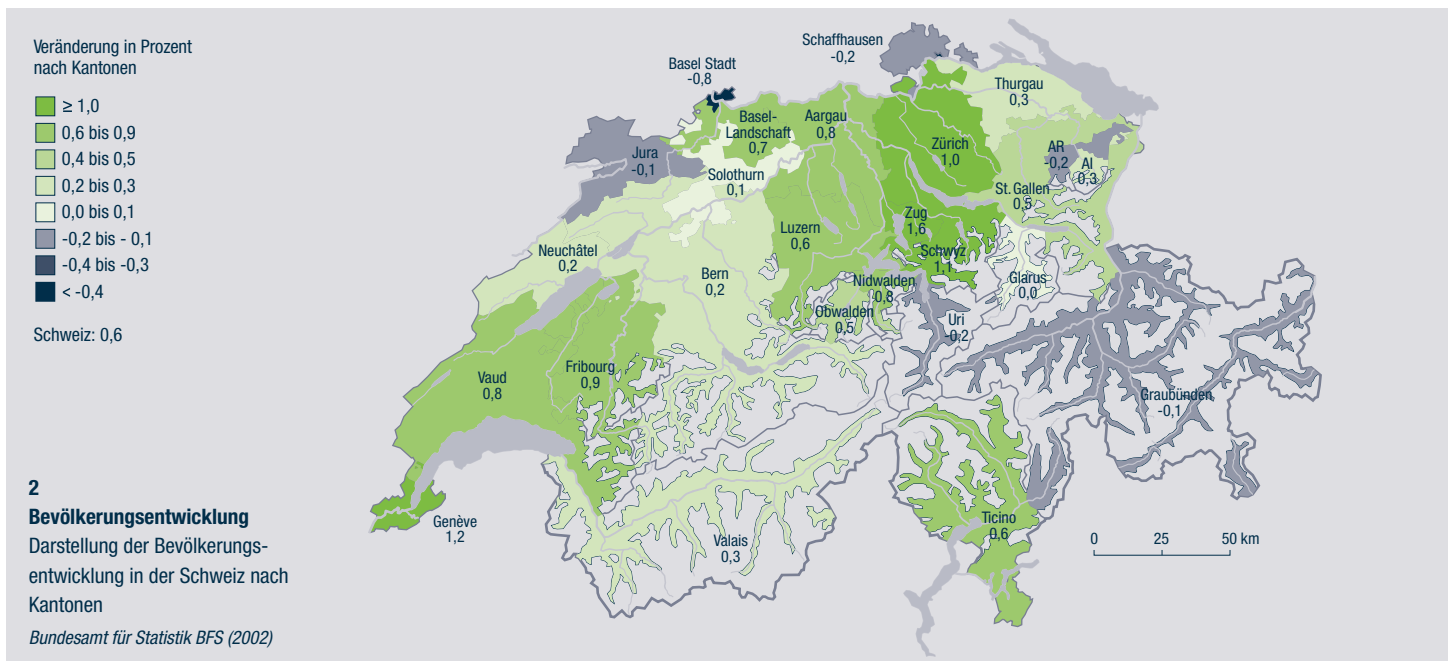 Veränderung in Prozent
nach Kantonen
≥ 1,0
0,6 bis 0,9
0,4 bis 0,5
0,2 bis 0,3
0,0 bis 0,1
-0,2 bis - 0,1
-0,4 bis -0,3
< -0,4
Schweiz: 0,6
Schaffhausen
-0,2
Basel Stadt
-0,8
Thurgau
0,3
Basel-
Landschaft
0,7
Aargau
0,8
Zürich
1,0
AR
-0,2
AI
0,3
Jura
-0,1
Solothurn
0,1
St. Gallen
0,5
Luzern
0,6
Zug
1,6
Schwyz
1,1
Neuchâtel
0,2
Bern
0,2
Nidwalden
0,8
Glarus
0,0
Obwalden
0,5
Uri
-0,2
Vaud
0,8
Fribourg
0,9
Graubünden
-0,1
Genève
1,2
Valais
0,3
Ticino
0,6
0 25 50 km
2
Bevölkerungsentwicklung
Darstellung der Bevölkerungs-
entwicklung in der Schweiz nach
Kantonen
Bundesamt für Statistik BFS (2002)